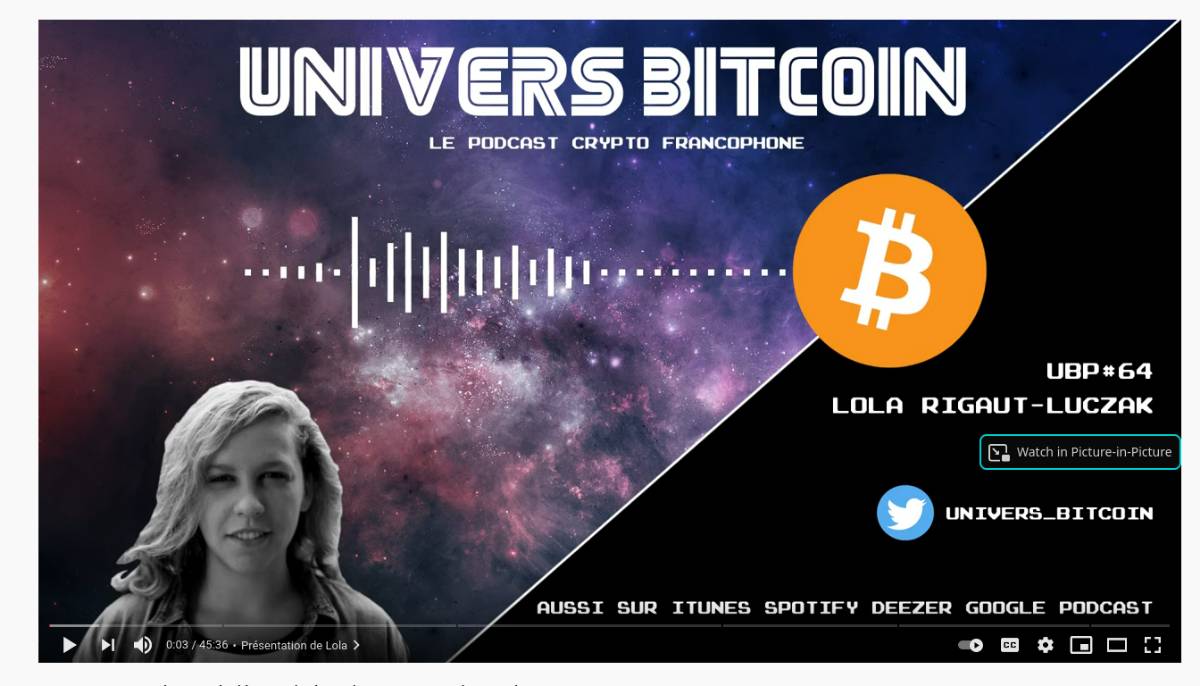 UNIVERS BITCOIN
LE PODCAST CRYPTO FRANCOPHONE
UBP#64
LOLA RIGAUT-LUCZAK
Watch in Picture-in-Picture
UNIVERS_BITCOIN
AUSSI SUR ITUNES SPOTIFY DEEZER GOOGLE PODCAST
0:03 / 45:36 • Présentation de Lola
CC